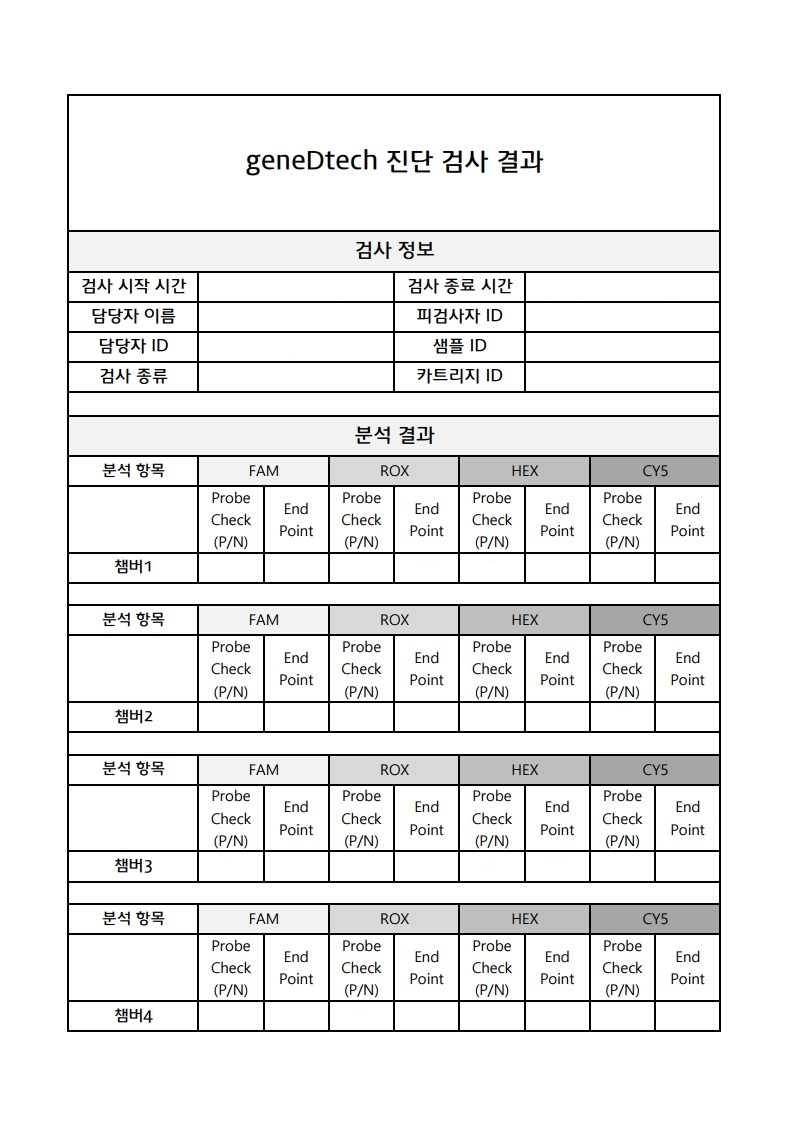 geneDtech 진단 검사 결과
검사 정보
검사 시작 시간 검사 종료 시간
담당자 이름 피검사자 ID
담당자 ID 샘플 ID
검사 종류 카트리지 ID
분석 결과
분석 항목 FAM ROX HEX CY5
Probe Probe Probe Probe
End End End End
Check Check Check Check
Point Point Point Point
(P/N) (P/N) (P/N) (P/N)
챔버1
분석 항목 FAM ROX HEX CY5
Probe Probe Probe Probe
End End End End
Check Check Check Check
Point Point Point Point
(P/N) (P/N) (P/N) (P/N)
챔버2
분석 항목 FAM ROX HEX CY5
Probe Probe Probe Probe
End End End End
Check Check Check Check
Point Point Point Point
(P/N) (P/N) (P/N) (P/N)
챔버3
분석 항목 FAM ROX HEX CY5
Probe Probe Probe Probe
End End End End
Check Check Check Check
Point Point Point Point
(P/N) (P/N) (P/N) (P/N)
챔버4